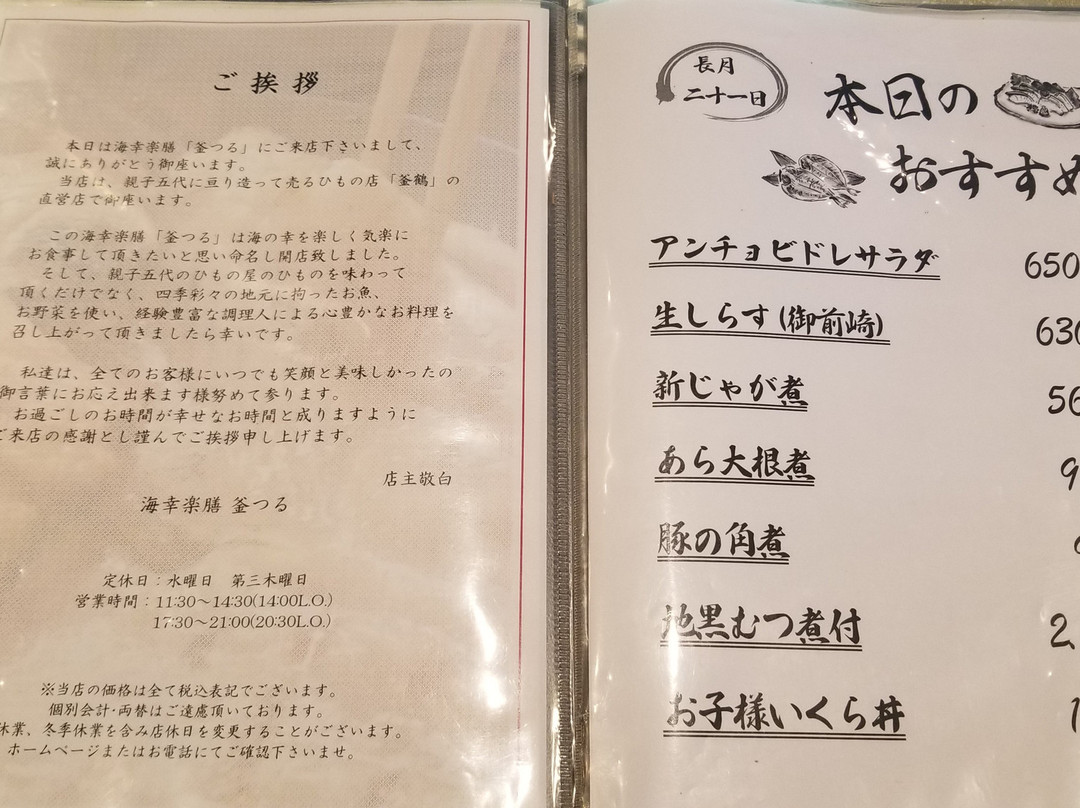 ご挨拶
本日は海幸楽膳「釜つる」にご来店下さいまして、
誠にありがとう御座います。
当店は、親子五代に亘り造って売るひもの店「釜鶴」の
直営店で御座います。
この海幸楽膳「釜つる」は海の幸を楽しく気楽に
お食事して頂きたいと思い命名し開店致しました。
そして、親子五代のひもの屋のひものを味わって
頂くだけでなく、四季彩々の地元に拘ったお魚、
お野菜を使い、経験豊富な調理人による心豊かなお料理を
召し上がって頂きましたら幸いです。
私達は、全てのお客様にいつでも笑顔と美味しかったの
御言葉にお応え出来ます様努めて参ります。
お過ごしのお時間が幸せなお時間と成りますように
ご来店の感謝とし謹んでご挨拶申し上げます。
店主敬白
海幸楽膳 釜つる
定休日：水曜日 第三木曜日
営業時間：11:30～14:30(14:00L.O.)
17:30～21:00(20:30L.O.)
※当店の価格は全て税込表記でございます。
個別会計・両替はご遠慮頂いております。
休業、冬季休業を含み店休日を変更することがございます。
ホームページまたはお電話にてご確認下さいませ。
長月
二十一日
本日の
おすすめ
アンチョビドレサラダ 650
生しらす(御前崎) 630
新じゃが煮 56
あら大根煮 9
豚の角煮
地黒むつ煮付 2,
お子様いくら丼 1